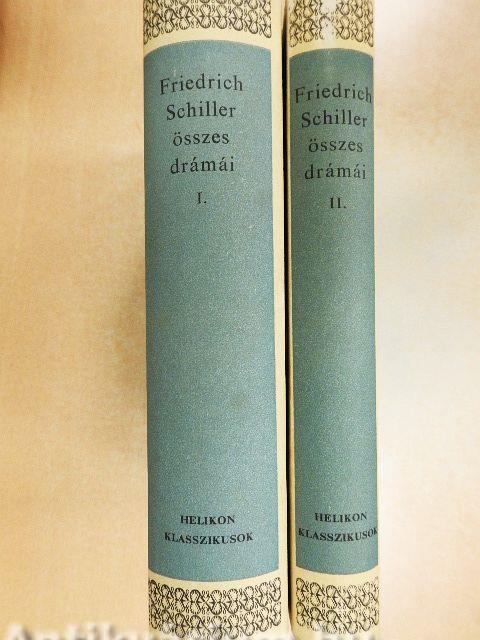 Friedrich
Schiller
összes
drámái
I.
HELIKON
KLASSZIKUSOK
Friedrich
Schiller
összes
drámái
II.
HELIKON
KLASSZIKUSOK